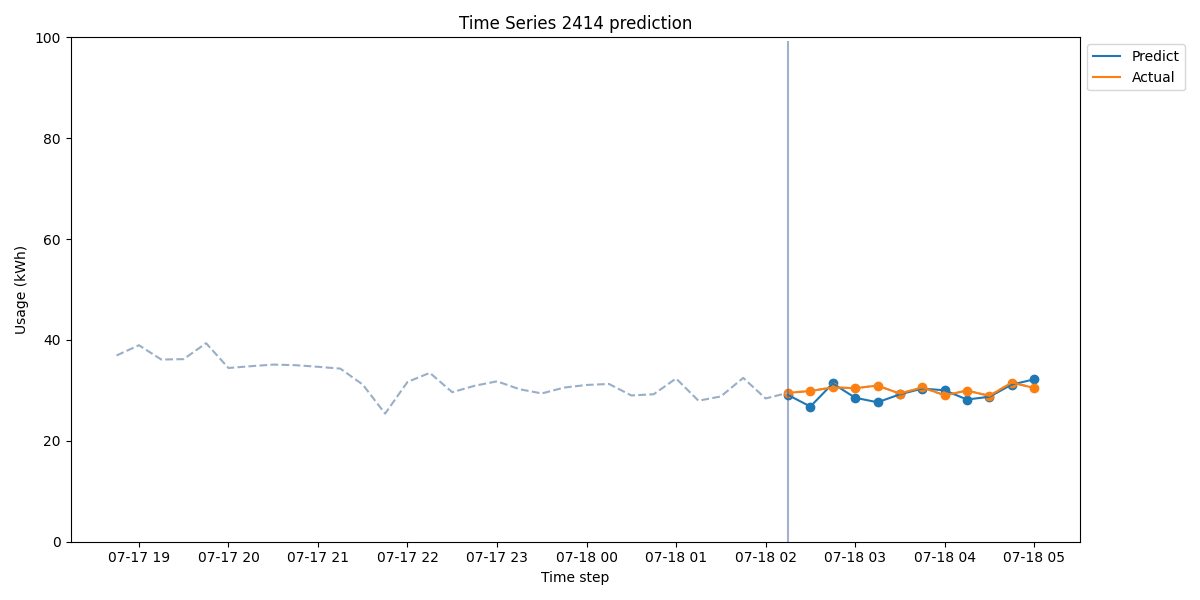 Time Series 2414 prediction
Predict
Actual
Usage (kWh)
100
80
60
40
20
0
07-17 19 07-17 20 07-17 21 07-17 22 07-17 23 07-18 00 07-18 01 07-18 02 07-18 03 07-18 04 07-18 05
Time step